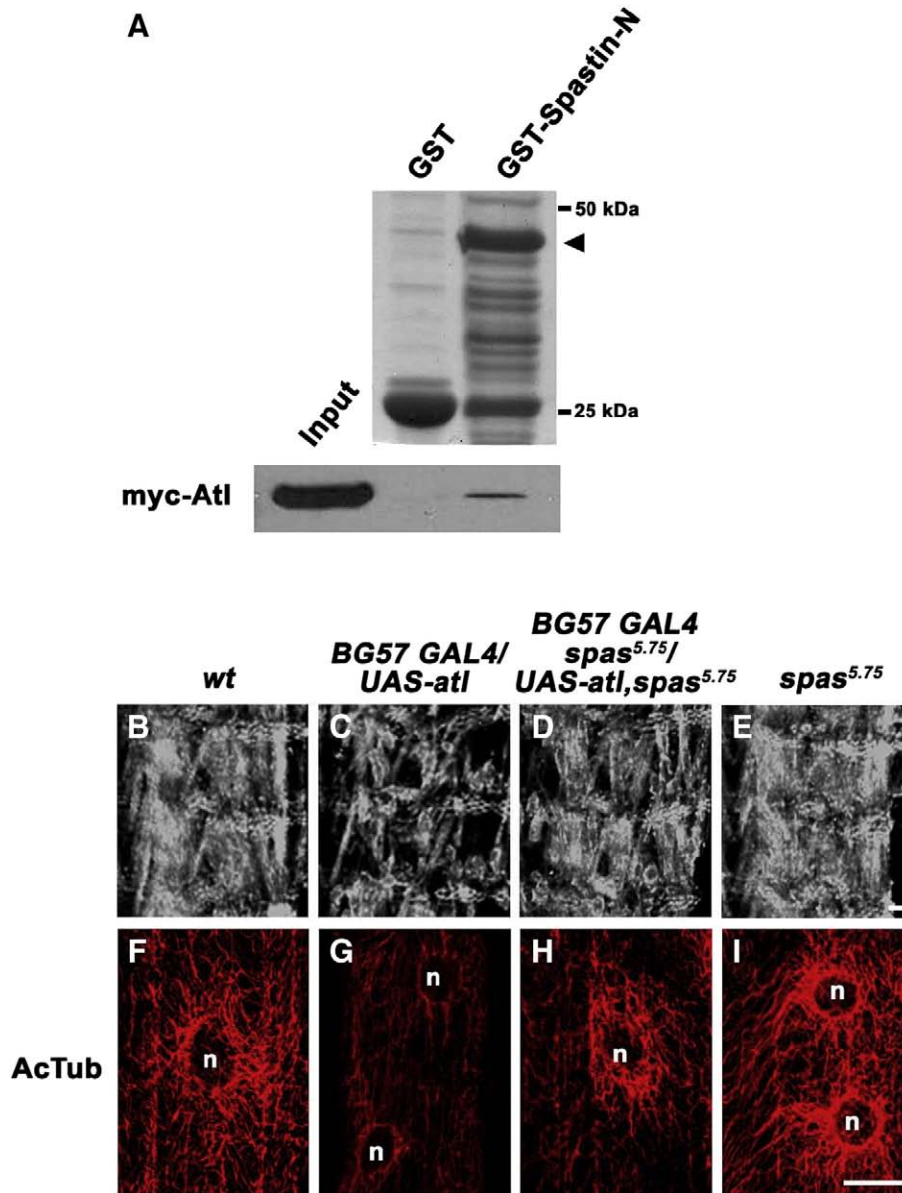 A
GST
GST-Spastin-N
50 kDa
25 kDa
Input
myc-Atl
wt
BG57 GAL4/
UAS-atl
BG57 GAL4
spas5.75/
UAS-atl,spas5.75
spas5.75
B
C
D
E
F
G
H
I
n
n
n
n
n
n
AcTub